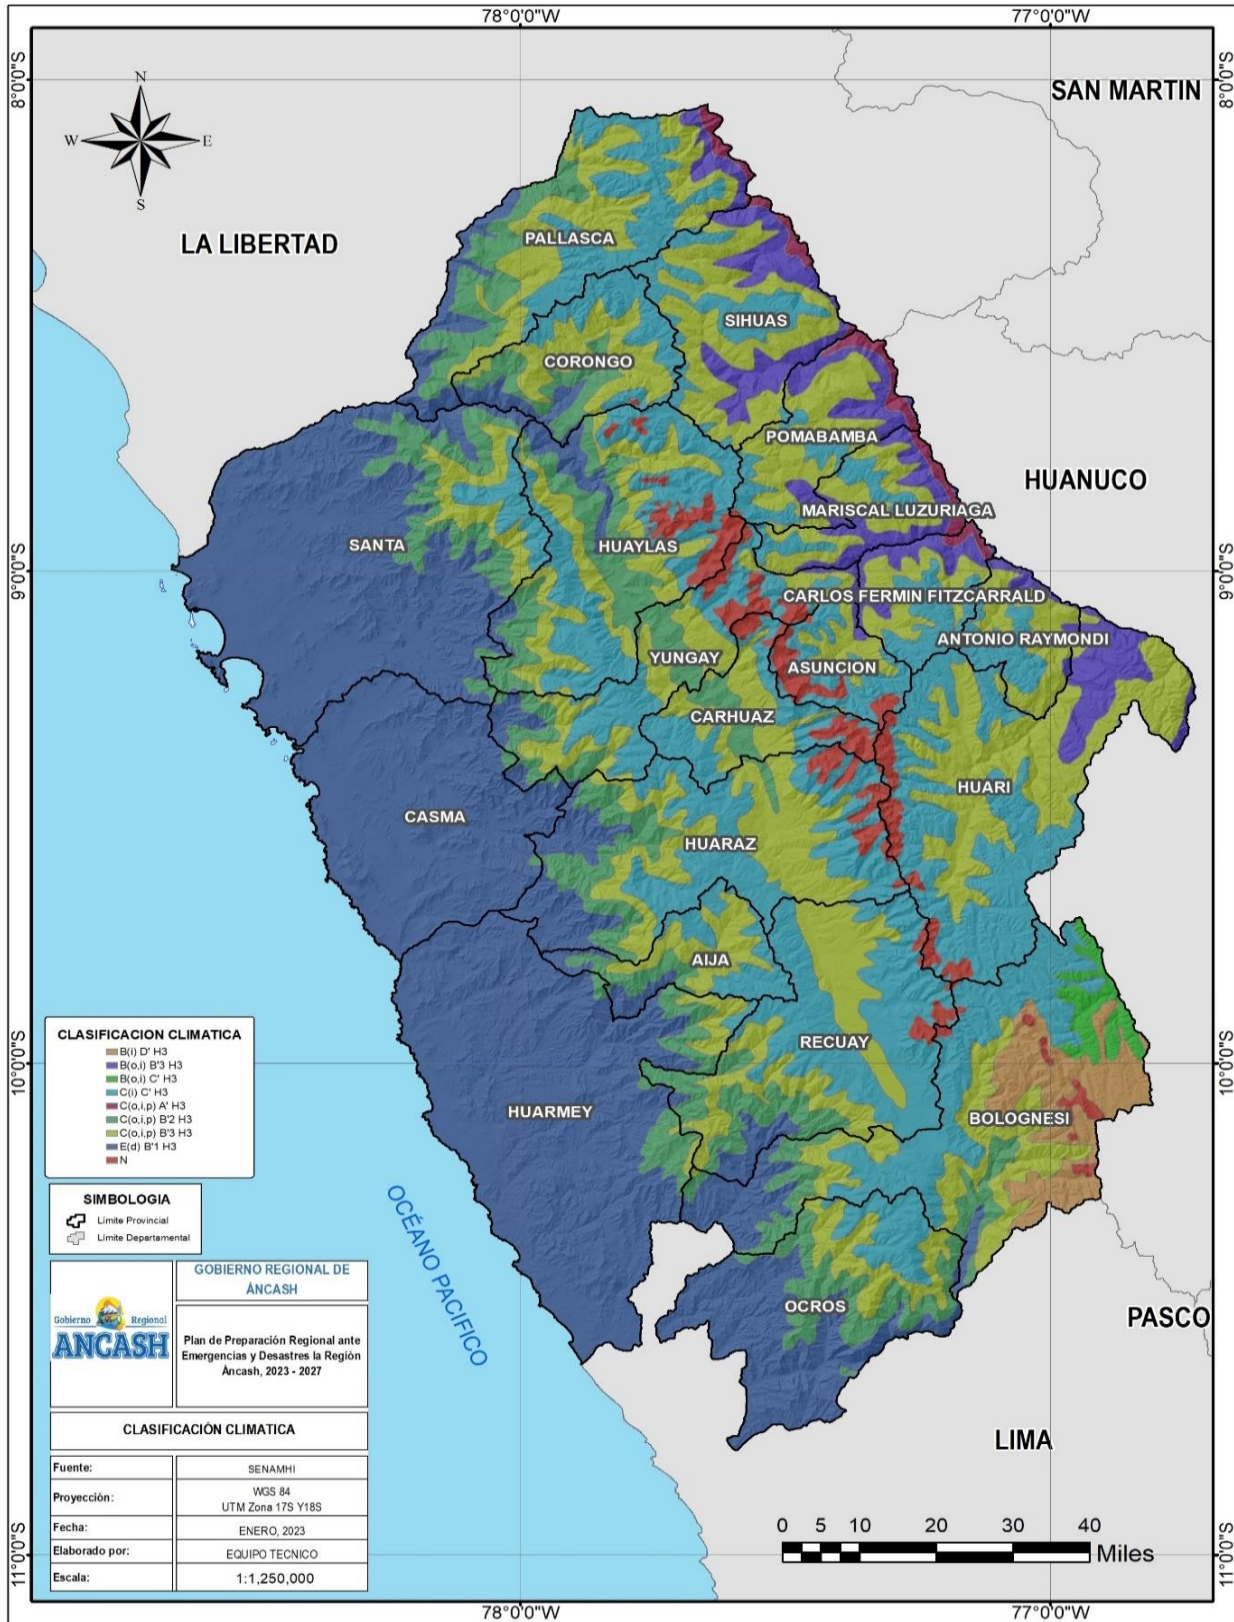 78°0'0"W
77°0'0"W
8°0'0"S
8°0'0"S
N
W
E
S
SAN MARTIN
LA LIBERTAD
PALLASCA
SIHUAS
CORONGO
POMABAMBA
HUANUCO
MARISCAL LUZURIAGA
SANTA
HUAYLAS
9°0'0"S
9°0'0"S
CARLOS FERMIN FITZCARRALD
ANTONIO RAYMONDI
YUNGAY
ASUNCION
CARHUAZ
HUARI
CASMA
HUARAZ
AIJA
RECUAY
10°0'0"S
10°0'0"S
HUARMEY
BOLOGNESI
OCROS
PASCO
LIMA
OCÉANO PACIFICO
CLASIFICACION CLIMATICA
B(i) D' H3
B(o,i) B'3 H3
B(o,i) C' H3
C(i) C' H3
C(o,i,p) A' H3
C(o,i,p) B'2 H3
C(o,i,p) B'3 H3
E(d) B'1 H3
N
SIMBOLOGIA
Límite Provincial
Límite Departamental
Gobierno Regional
ANCASH
GOBIERNO REGIONAL DE
ÀNCASH
Plan de Preparación Regional ante
Emergencias y Desastres la Región
Àncash, 2023 - 2027
CLASIFICACIÓN CLIMATICA
Fuente: SENAMHI
Proyección: WGS 84
UTM Zona 17S Y18S
Fecha: ENERO, 2023
Elaborado por: EQUIPO TECNICO
Escala: 1:1,250,000
0 5 10 20 30 40
Miles
11°0'0"S
11°0'0"S
78°0'0"W
77°0'0"W